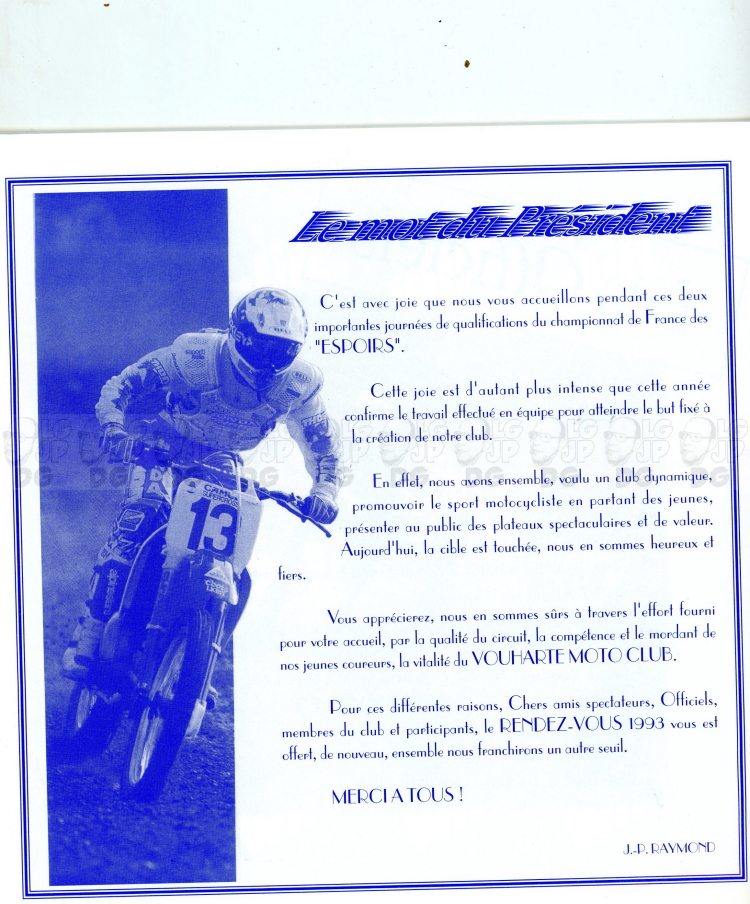 Le mot du Président
C'est avec joie que nous vous accueillons pendant ces deux
importantes journées de qualifications du championnat de France des
"ESPOIRS".
Cette joie est d'autant plus intense que cette année
confirme le travail effectué en équipe pour atteindre le but fixé à
la création de notre club.
En effet, nous avons ensemble, voulu un club dynamique,
promouvoir le sport motocycliste en partant des jeunes,
présenter au public des plateaux spectaculaires et de valeur.
Aujourd'hui, la cible est touchée, nous en sommes heureux et
fiers.
Vous apprécierez, nous en sommes sûrs à travers l'effort fourni
pour votre accueil, par la qualité du circuit, la compétence et le mordant de
nos jeunes coureurs, la vitalité du VOUHARTE MOTO CLUB.
Pour ces différentes raisons, Chers amis spectateurs, Officiels,
membres du club et participants, le RENDEZ-VOUS 1993 vous est
offert, de nouveau, ensemble nous franchirons un autre seuil.
MERCI A TOUS !
J.-P. RAYMOND
CAMEL
SUPERCROSS
13
LG JP DG